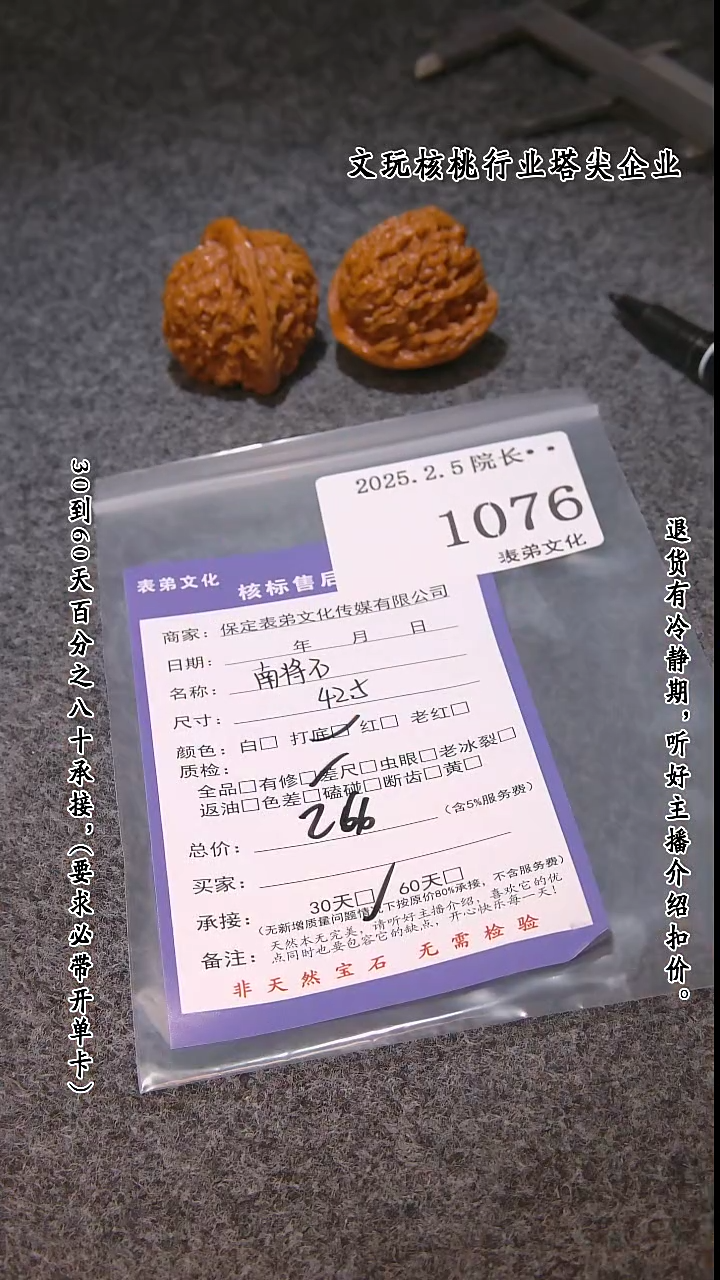 文玩核桃行业塔尖企业
30到60天百分之八十承接，（要求必带开单卡）
退货有冷静期，听好主播介绍扣价。
2025.2.5院长··
1076
表弟文化
表弟文化 核标售后
商家：保定表弟文化传媒有限公司
日期： 年 月 日
名称：南将石
尺寸：42.5
颜色：白□ 打底□ 红□ 老红□
质检：
全品□有修□差尺□虫眼□老冰裂□
返油□色差□磕碰□断齿□黄□
总价：266（含5%服务费）
买家：
承接：30天□ 60天□
（无新增质量问题情况下按原价80%承接，不含服务费）
备注：天然本无完美，请听好主播介绍，喜欢它的优
点同时也要包容它的缺点，开心快乐每一天！
非天然宝石 无需检验